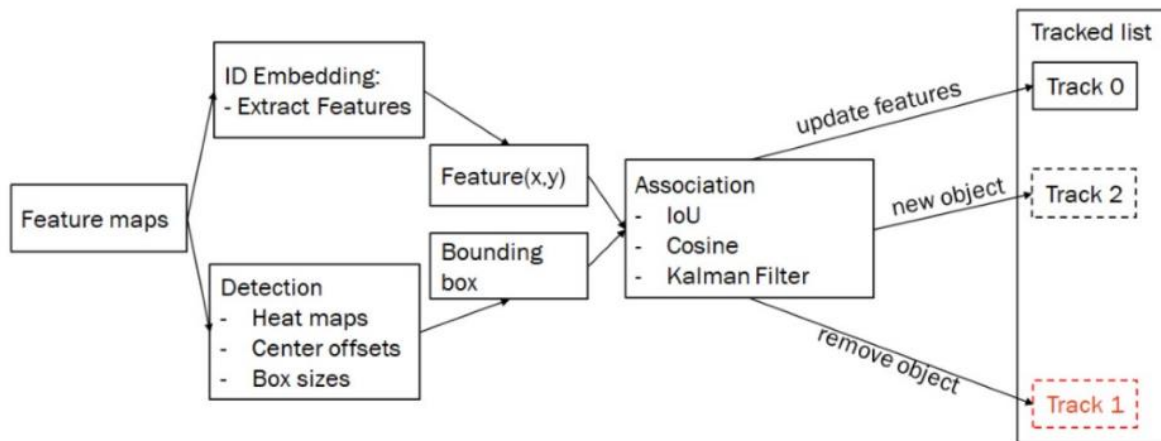 Feature maps
ID Embedding:
- Extract Features
Detection
- Heat maps
- Center offsets
- Box sizes
Feature(x,y)
Bounding
box
Association
- IoU
- Cosine
- Kalman Filter
update features
new object
remove object
Tracked list
Track 0
Track 2
Track 1